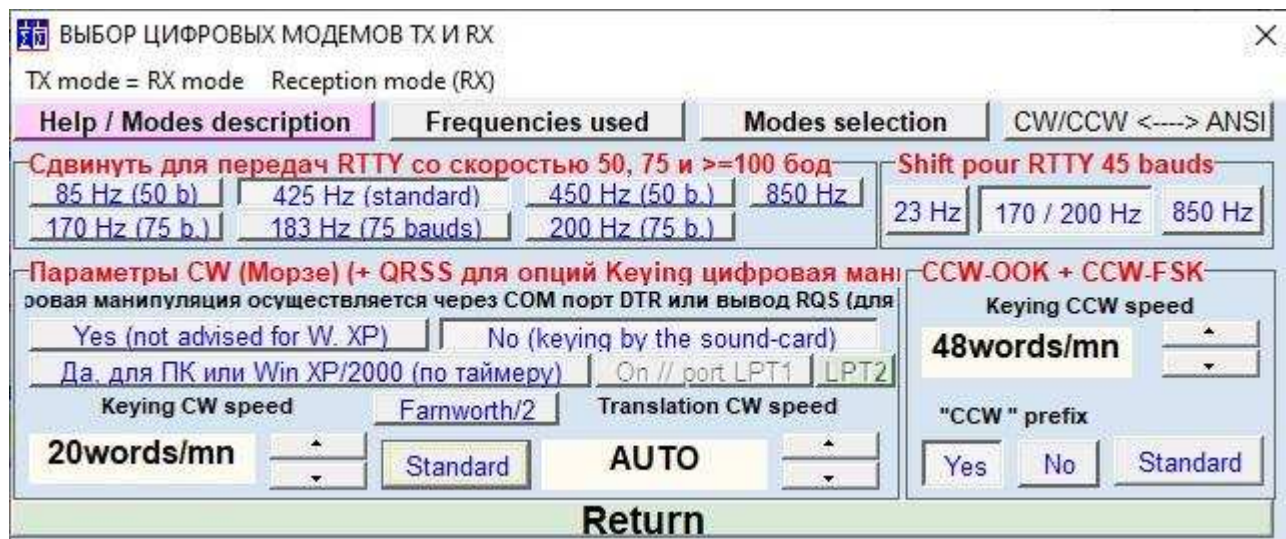 ВЫБОР ЦИФРОВЫХ МОДЕМОВ TX И RX
TX mode = RX mode Reception mode (RX)
Help / Modes description Frequencies used Modes selection CW/CCW <----> ANSI
Сдвинуть для передач RTTY со скоростью 50, 75 и >=100 бод
85 Hz (50 b) 425 Hz (standard) 450 Hz (50 b.) 850 Hz
170 Hz (75 b.) 183 Hz (75 bauds) 200 Hz (75 b.)
Shift pour RTTY 45 bauds
23 Hz 170 / 200 Hz 850 Hz
Параметры CW (Морзе) (+ QRSS для опций Keying цифровая мани
ровая манипуляция осуществляется через COM порт DTR или вывод RQS (для
Yes (not advised for W. XP) No (keying by the sound-card)
Да, для ПК или Win XP/2000 (по таймеру) On // port LPT1 LPT2
Keying CW speed Farnworth/2 Translation CW speed
20words/mn Standard AUTO
CCW-OOK + CCW-FSK
Keying CCW speed
48words/mn
"CCW " prefix
Yes No Standard
Return